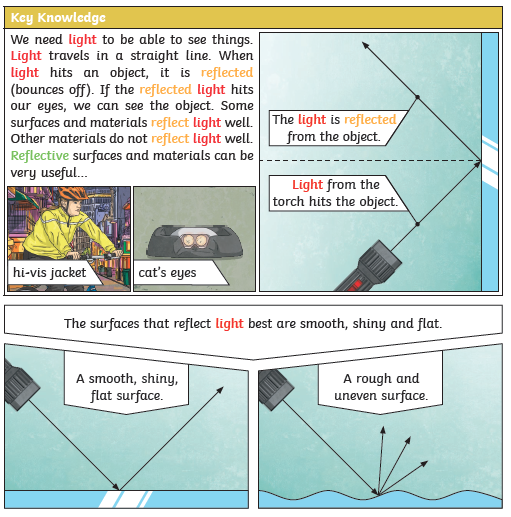 Key Knowledge
We need light to be able to see things.
Light travels in a straight line. When
light hits an object, it is reflected
(bounces off). If the reflected light hits
our eyes, we can see the object. Some
surfaces and materials reflect light well.
Other materials do not reflect light well.
Reflective surfaces and materials can be
very useful...
hi-vis jacket
cat's eyes
The light is reflected
from the object.
Light from the
torch hits the object.
The surfaces that reflect light best are smooth, shiny and flat.
A smooth, shiny,
flat surface.
A rough and
uneven surface.